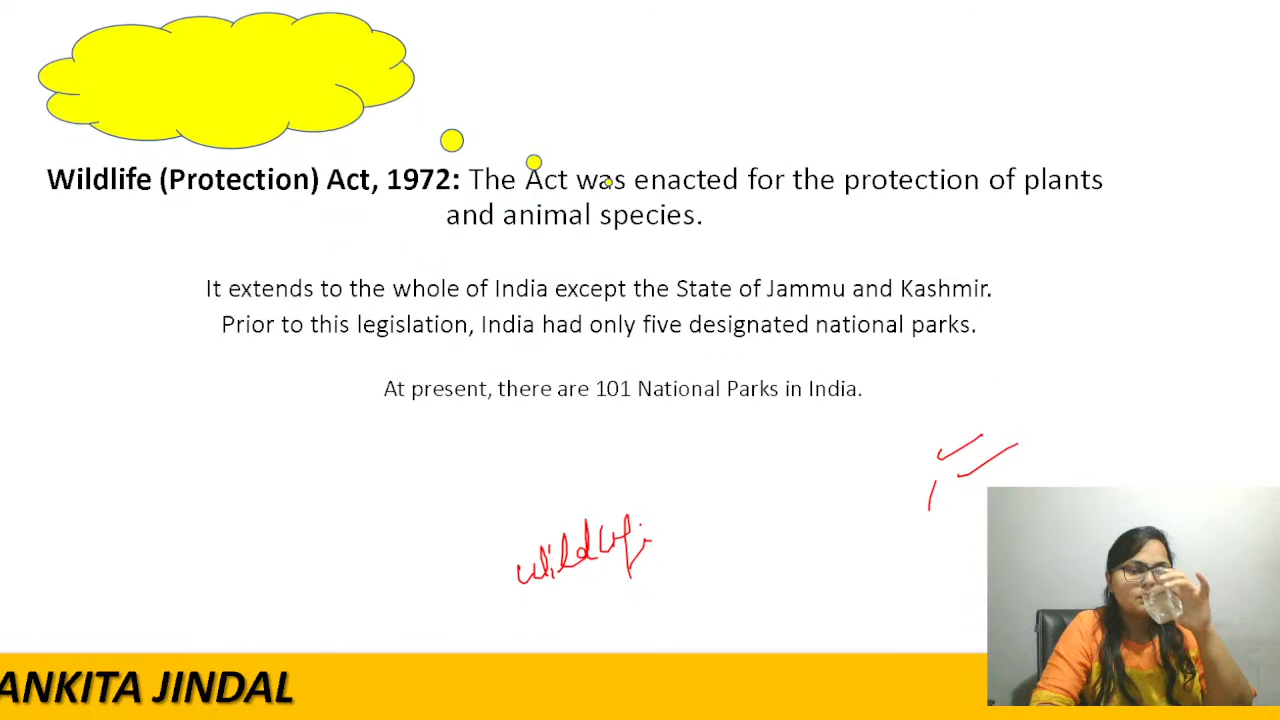 Wildlife (Protection) Act, 1972: The Act was enacted for the protection of plants
and animal species.
It extends to the whole of India except the State of Jammu and Kashmir.
Prior to this legislation, India had only five designated national parks.
At present, there are 101 National Parks in India.
wildlife
ANKITA JINDAL